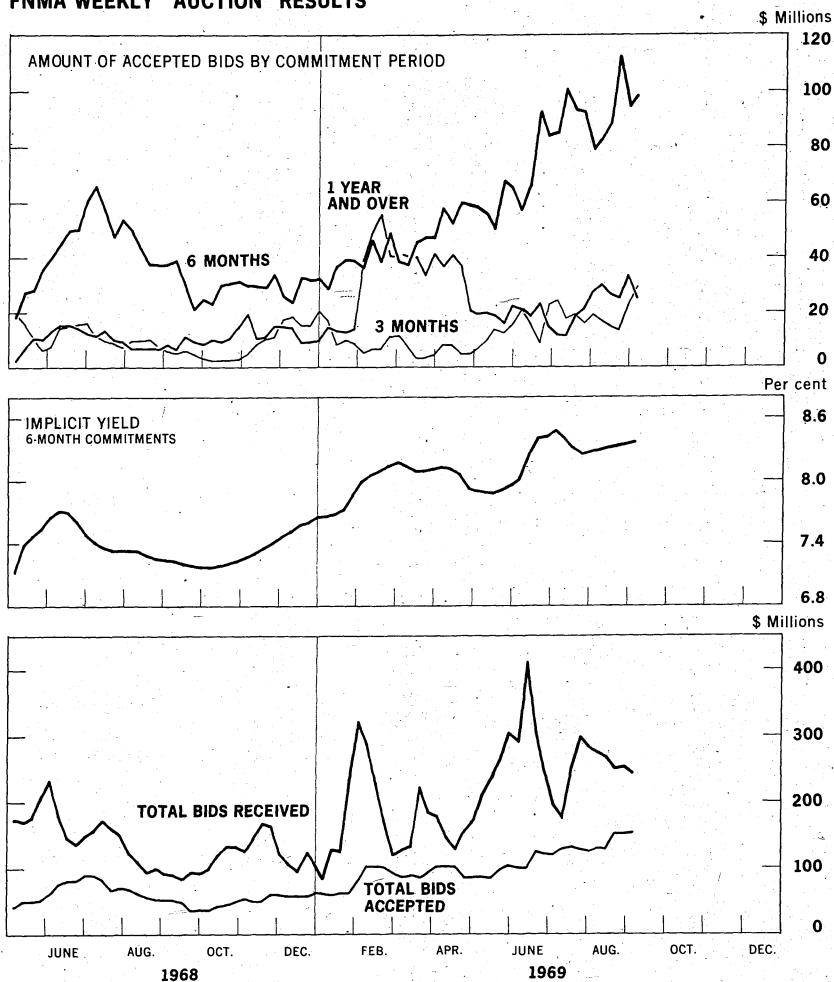 FNMA WEEKLY AUCTION RESULTS
$ Millions
AMOUNT OF ACCEPTED BIDS BY COMMITMENT PERIOD
120
100
80
60
40
20
0
1 YEAR
AND OVER
6 MONTHS
3 MONTHS
Per cent
IMPLICIT YIELD
6-MONTH COMMITMENTS
8.6
8.0
7.4
6.8
$ Millions
400
300
200
100
0
TOTAL BIDS RECEIVED
TOTAL BIDS
ACCEPTED
JUNE AUG. OCT. DEC. FEB. APR. JUNE AUG. OCT. DEC.
1968 1969